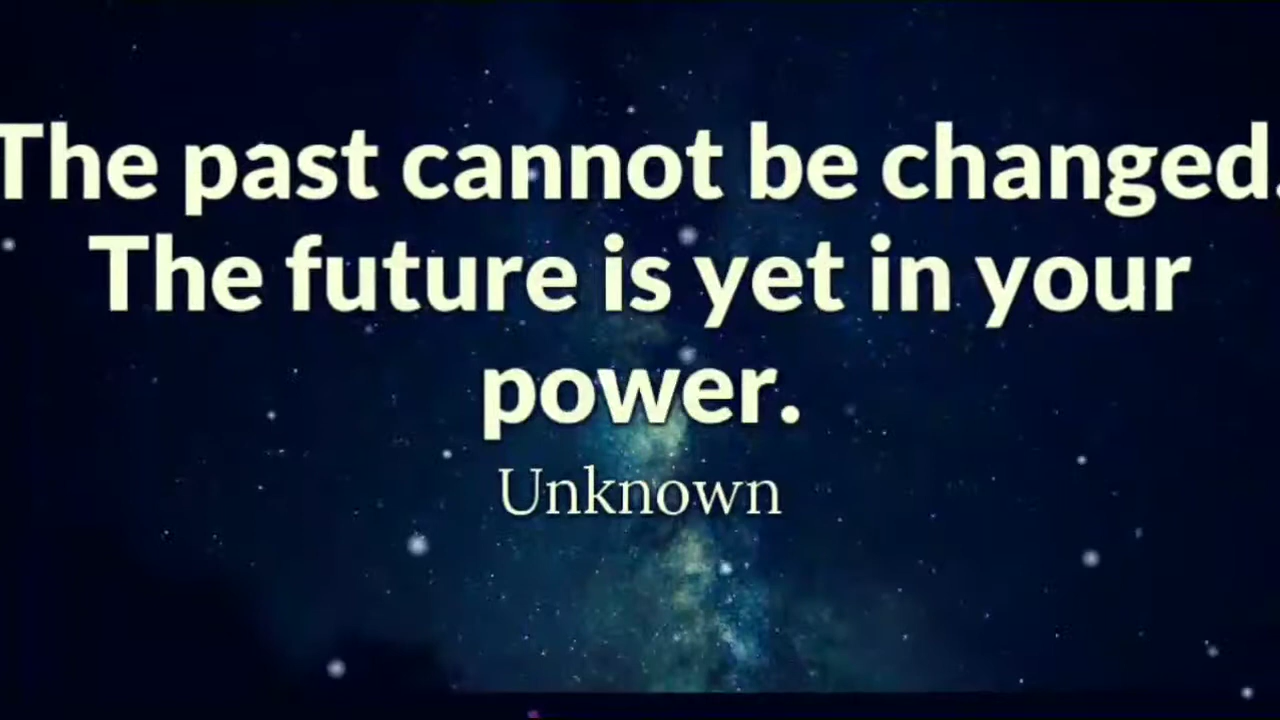 The past cannot be changed.
The future is yet in your
power.
Unknown